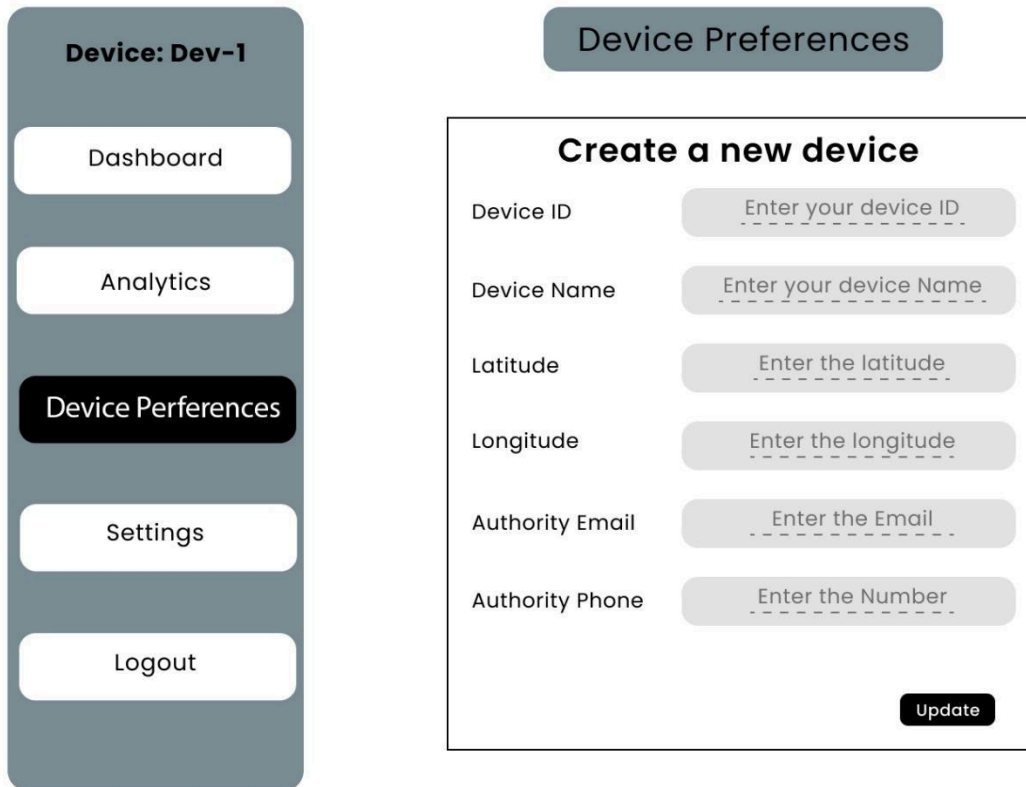 Device: Dev-1
Dashboard
Analytics
Device Perferences
Settings
Logout
Device Preferences
Create a new device
Device ID
Enter your device ID
Device Name
Enter your device Name
Latitude
Enter the latitude
Longitude
Enter the longitude
Authority Email
Enter the Email
Authority Phone
Enter the Number
Update